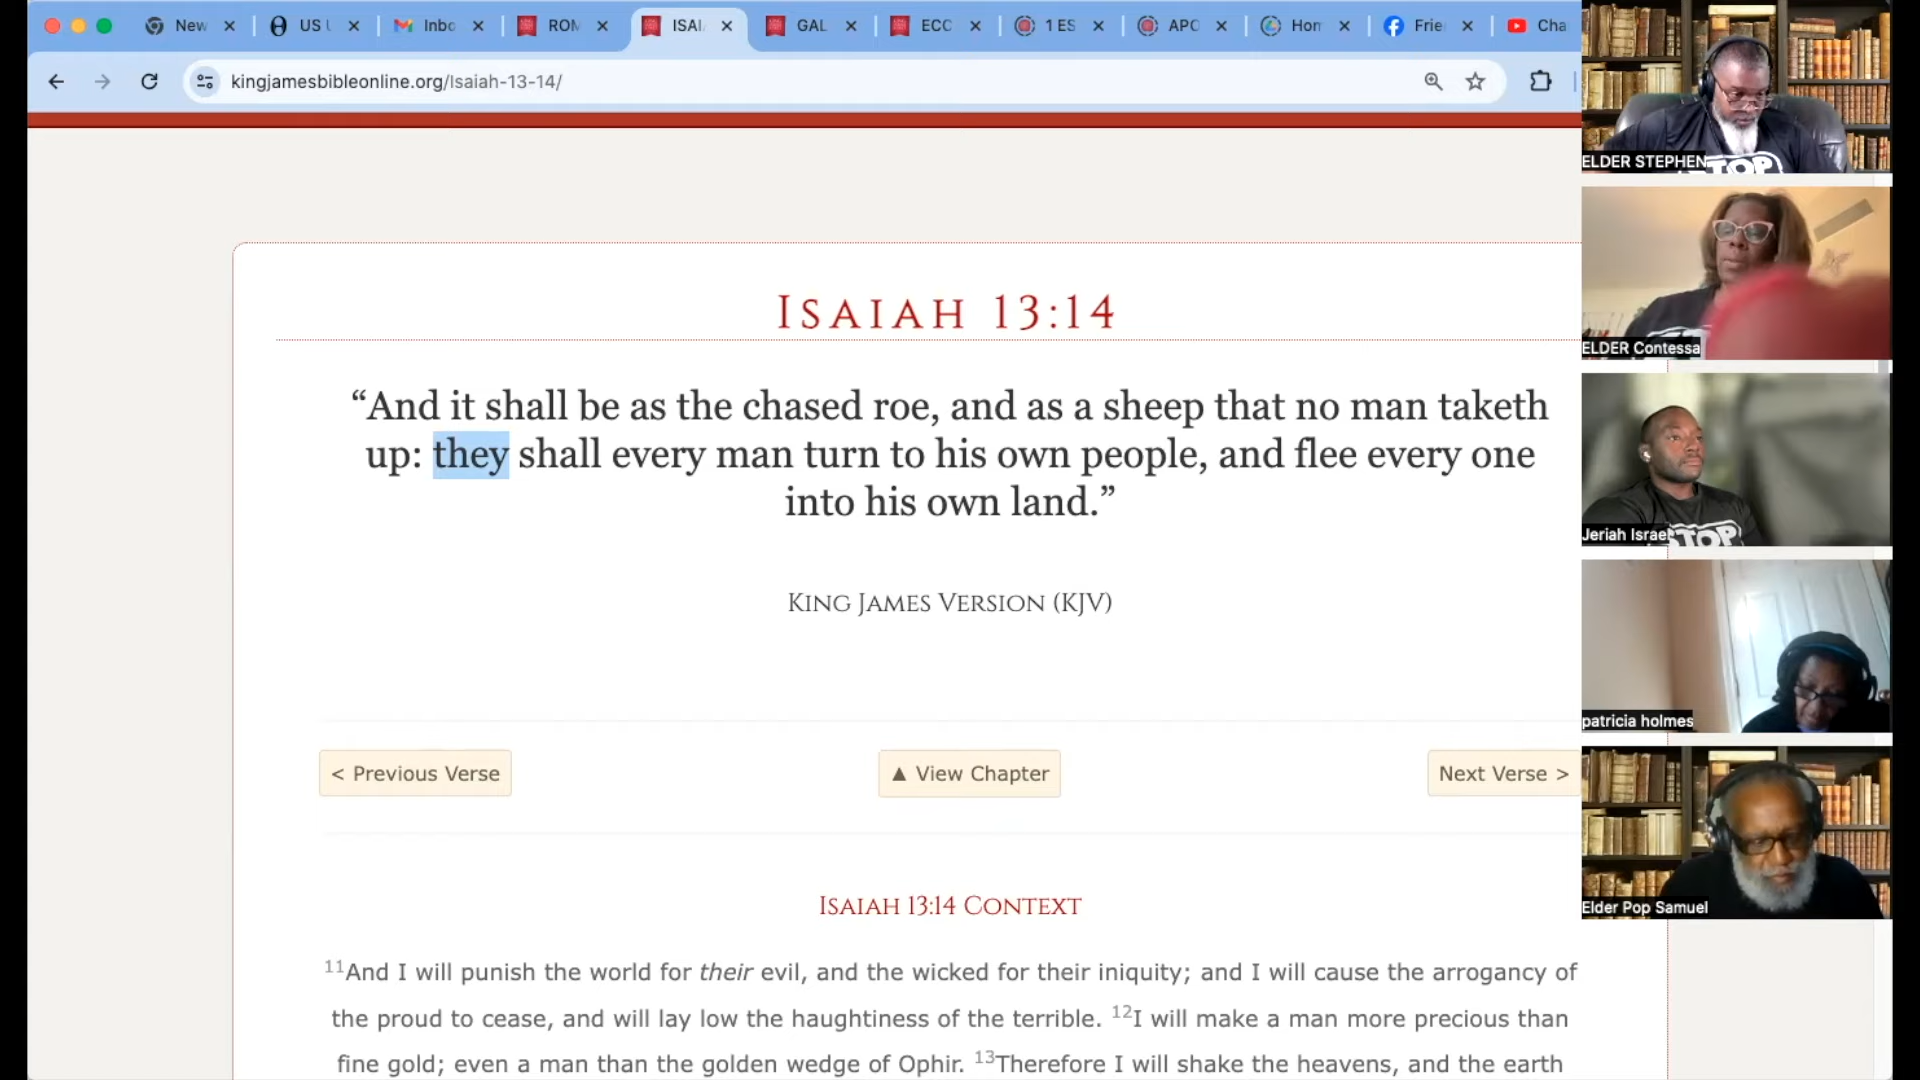 New
US U
Inbo
ROM
ISAI
GAL
ECC
1 ES
APC
Hom
Frie
Cha
kingjamesbibleonline.org/Isaiah-13-14/
ISAIAH 13:14
“And it shall be as the chased roe, and as a sheep that no man taketh
up: they shall every man turn to his own people, and flee every one
into his own land.”
KING JAMES VERSION (KJV)
< Previous Verse
▲ View Chapter
Next Verse >
ISAIAH 13:14 CONTEXT
11And I will punish the world for their evil, and the wicked for their iniquity; and I will cause the arrogancy of
the proud to cease, and will lay low the haughtiness of the terrible. 12I will make a man more precious than
fine gold; even a man than the golden wedge of Ophir. 13Therefore I will shake the heavens, and the earth
ELDER STEPHEN
TOP
ELDER Contessa
Jeriah Israel
STOP
patricia holmes
Elder Pop Samuel